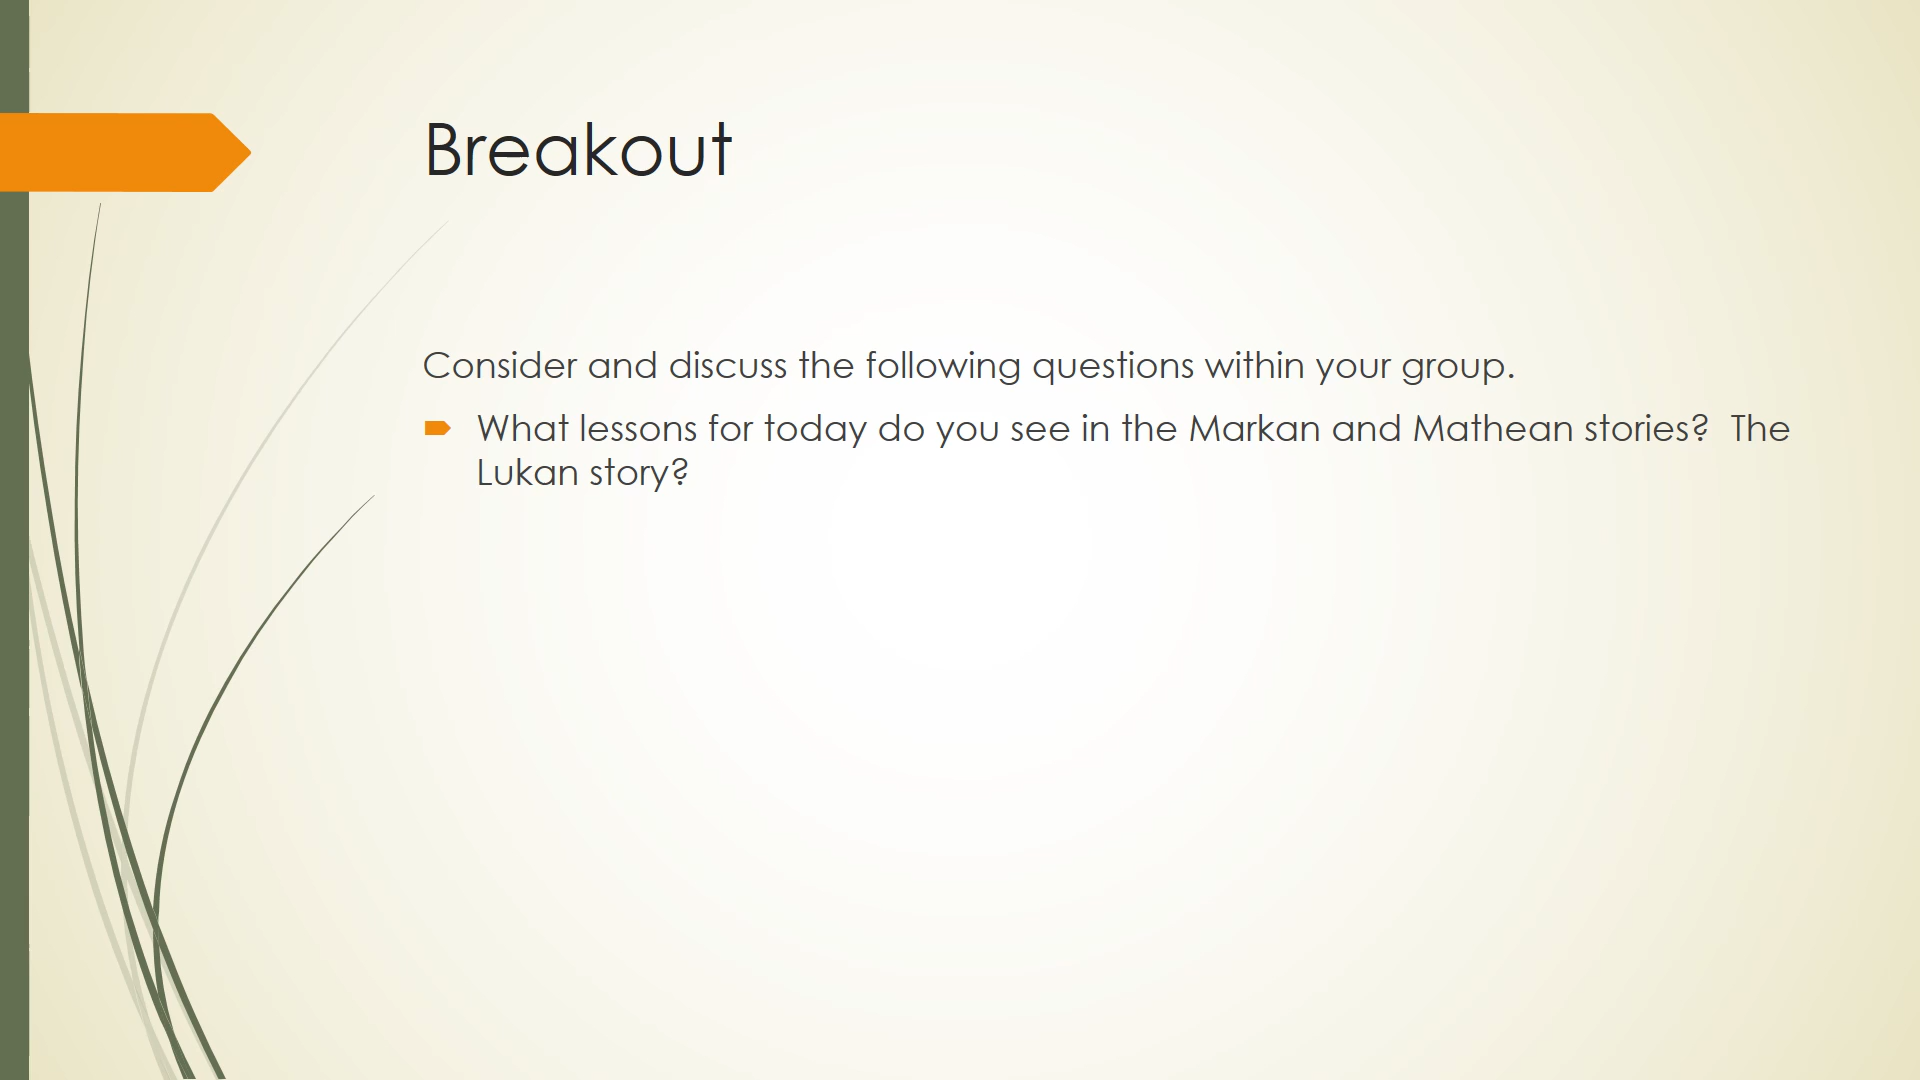 Breakout
Consider and discuss the following questions within your group.
What lessons for today do you see in the Markan and Mathean stories?  The
Lukan story?